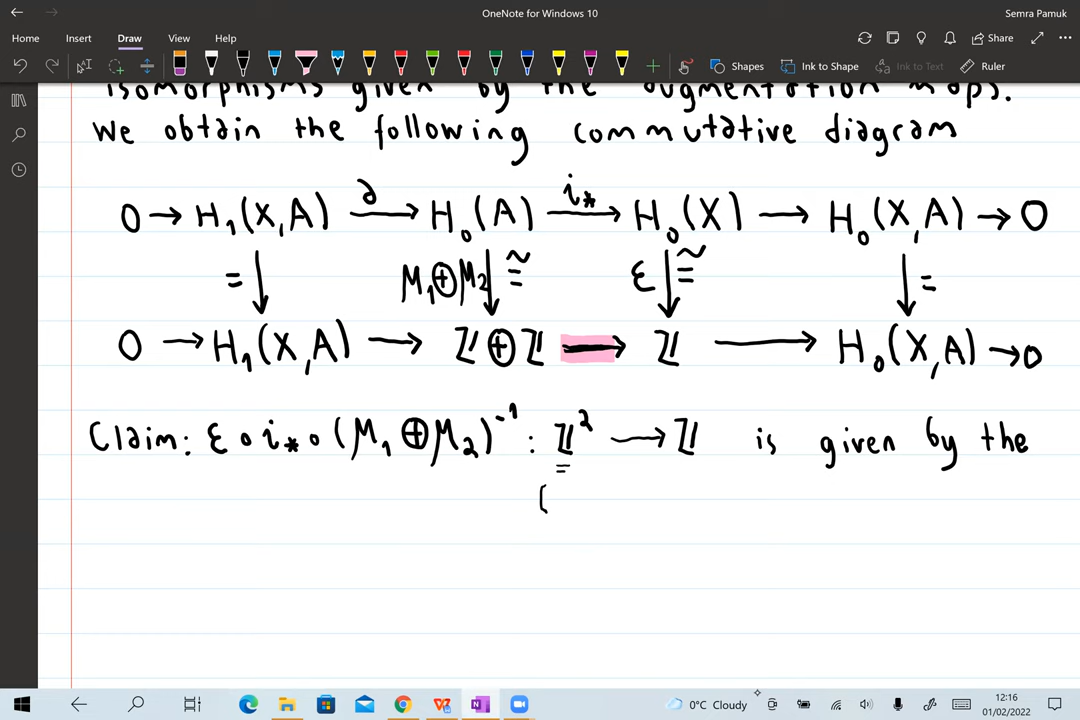 OneNote for Windows 10
Semra Pamuk
Home Insert Draw View Help
Share
Shapes Ink to Shape Ink to Text Ruler
isomorphisms given by the augmentation maps.
We obtain the following commutative diagram
0 → H₁(X,A) —∂→ H₀(A) —i*→ H₀(X) → H₀(X,A) → 0
= ↓ M₁⊕M₂ ↓ ≅ ε ↓ ≅ ↓ =
0 → H₁(X,A) → ℤ⊕ℤ → ℤ → H₀(X,A) → 0
Claim: ε∘i*∘(M₁⊕M₂)⁻¹ : ℤ² → ℤ is given by the
(
0°C Cloudy
12:16
01/02/2022